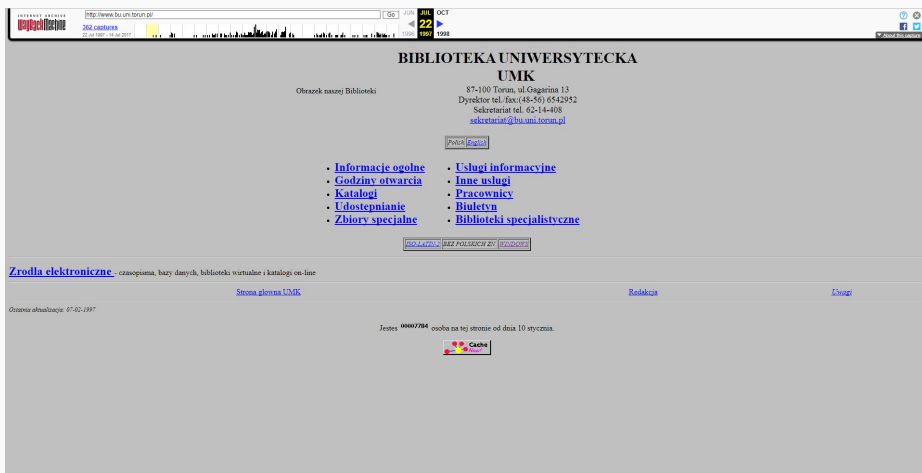 INTERNET ARCHIVE
WayBackMachine
http://www.bu.uni.torun.pl/
Go
JUN JUL OCT
362 captures
22
22 Jul 1997 - 14 Jul 2017
1996 1997 1998
About this capture
BIBLIOTEKA UNIWERSYTECKA
UMK
Obrazek naszej Biblioteki
87-100 Torun, ul.Gagarina 13
Dyrektor tel./fax:(48-56) 6542952
Sekretariat tel. 62-14-408
sekretariat@bu.uni.torun.pl
Polish English
Informacje ogolne
Godziny otwarcia
Katalogi
Udostepnianie
Zbiory specjalne
Uslugi informacyjne
Inne uslugi
Pracownicy
Biuletyn
Biblioteki specjalistyczne
ISO-LATIN-2 BEZ POLSKICH ZN WINDOWS
Zrodla elektroniczne - czasopisma, bazy danych, biblioteki wirtualne i katalogi on-line
Strona glowna UMK Redakcja Uwagi
Ostatnia aktualizacja: 07-02-1997
Jestes 00007784 osoba na tej stronie od dnia 10 stycznia.
Cache
Now!